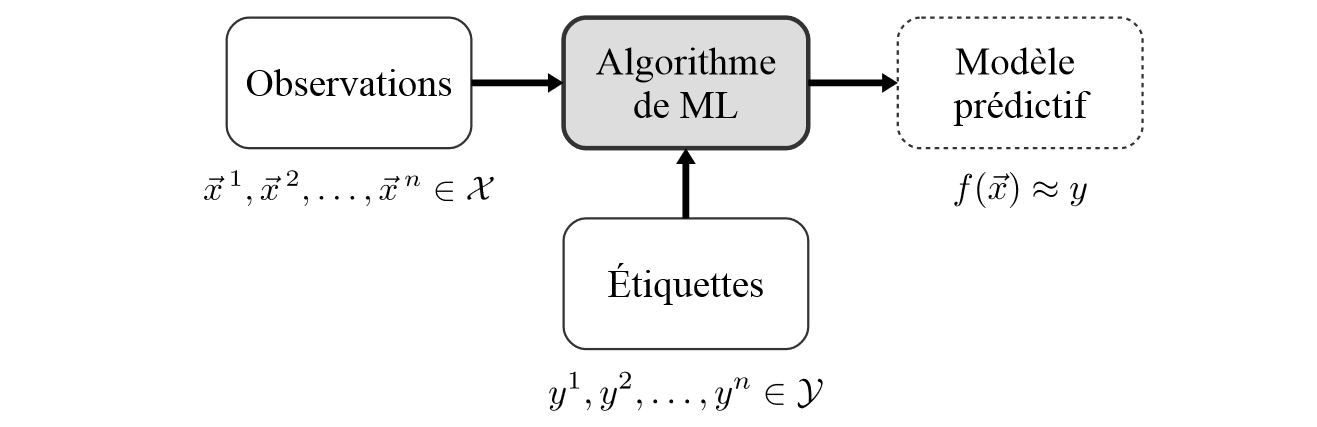 Observations
Algorithme
de ML
Modèle
prédictif
x⃗ ¹, x⃗ ², . . . , x⃗ ⁿ ∈ 𝒳
f(x⃗) ≈ y
Étiquettes
y¹, y², . . . , yⁿ ∈ 𝒴